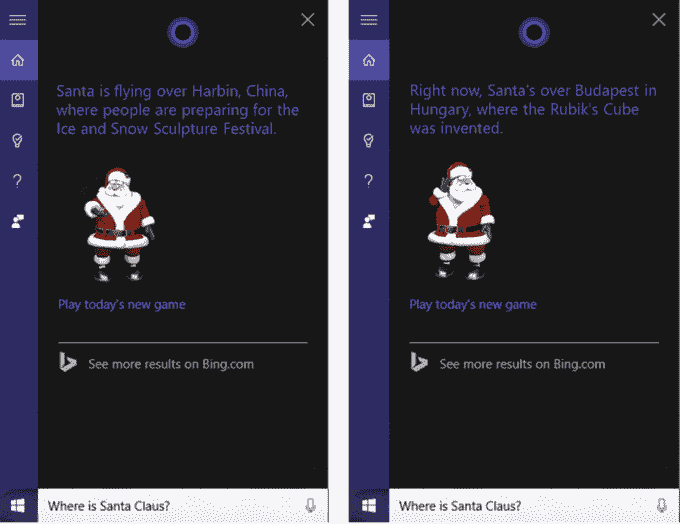 Santa is flying over Harbin, China,
where people are preparing for the
Ice and Snow Sculpture Festival.
Play today's new game
See more results on Bing.com
Where is Santa Claus?
Right now, Santa's over Budapest in
Hungary, where the Rubik's Cube
was invented.
Play today's new game
See more results on Bing.com
Where is Santa Claus?